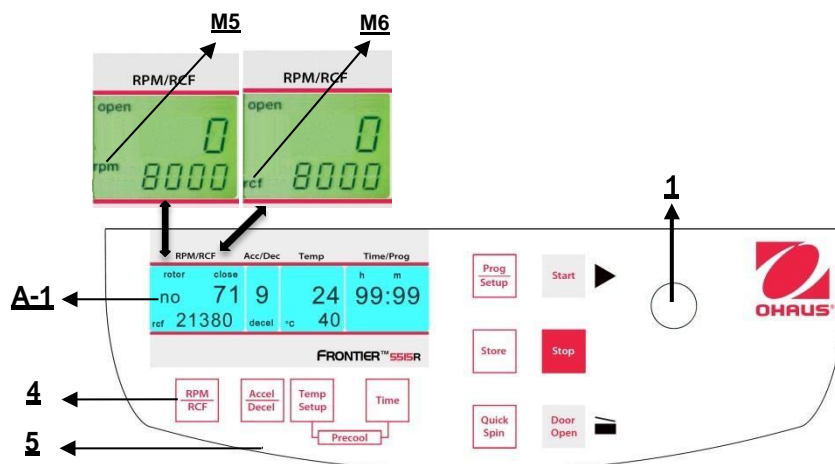 M5
M6
RPM/RCF
RPM/RCF
open
0
rpm
8000
open
0
rcf
8000
1
RPM/RCF Acc/Dec Temp Time/Prog
rotor close h m
no 71 9 24 99:99
rcf 21380 decel °C 40
A-1
FRONTIER™ 5515R
4
RPM
RCF
Accel
Decel
Temp
Setup
Time
Precool
5
Prog
Setup
Start
Store
Stop
Quick
Spin
Door
Open
OHAUS®